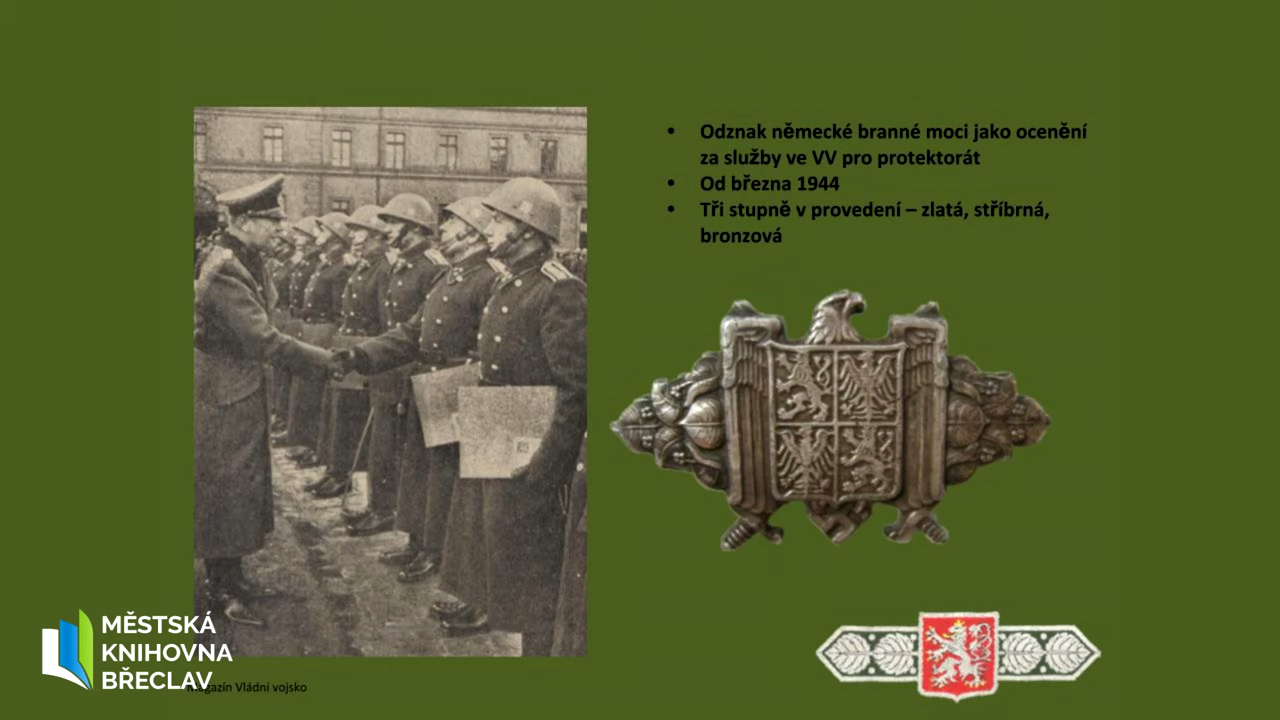 • Odznak německé branné moci jako ocenění
za služby ve VV pro protektorát
• Od března 1944
• Tři stupně v provedení – zlatá, stříbrná,
bronzová
MĚSTSKÁ
KNIHOVNA
BŘECLAV
Magazín Vládní vojsko